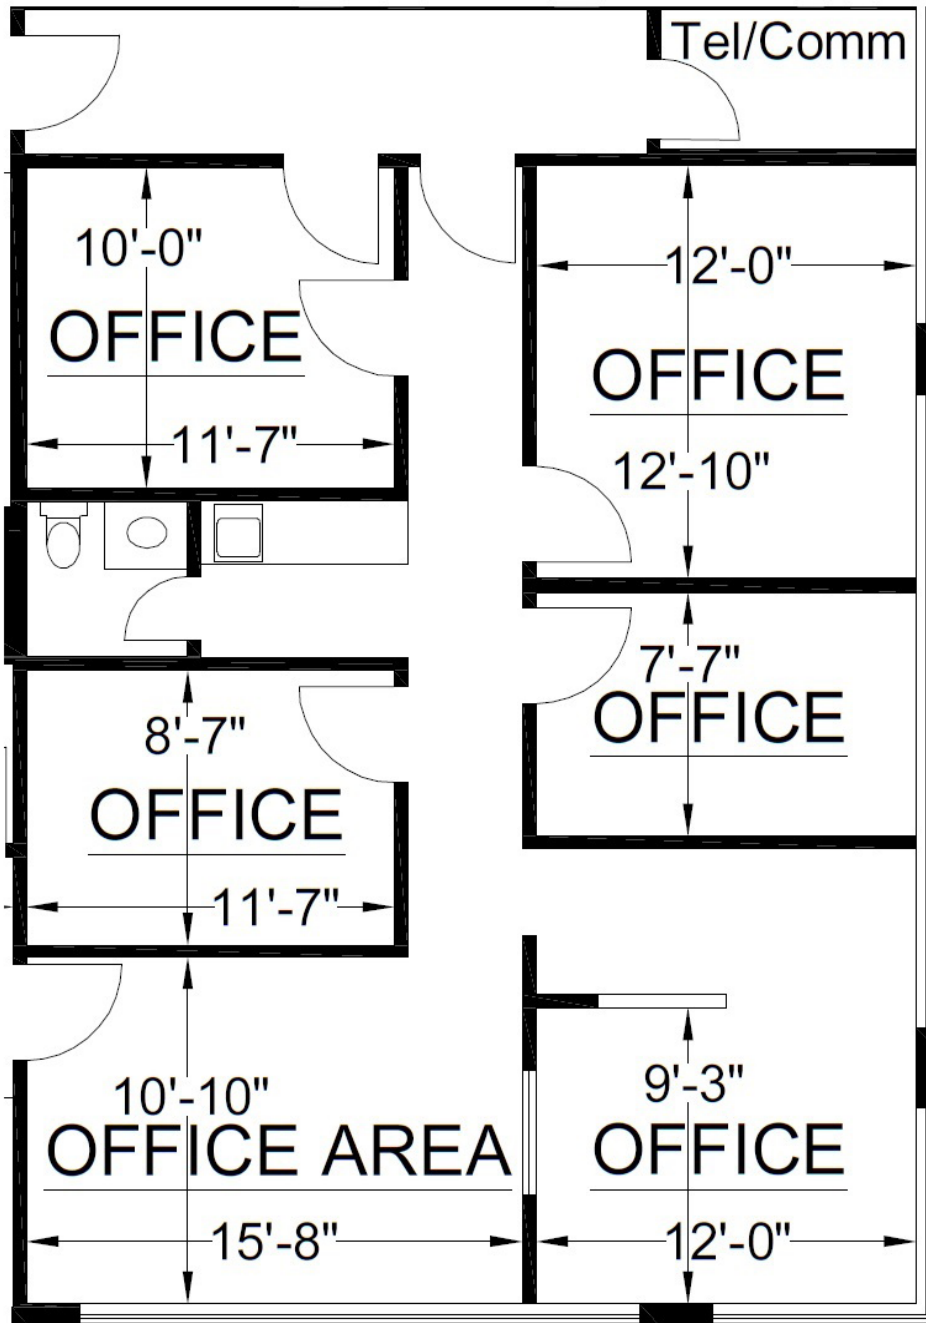 Tel/Comm
10'-0"
12'-0"
OFFICE
OFFICE
11'-7"
12'-10"
7'-7"
OFFICE
8'-7"
OFFICE
11'-7"
10'-10"
9'-3"
OFFICE AREA
OFFICE
15'-8"
12'-0"